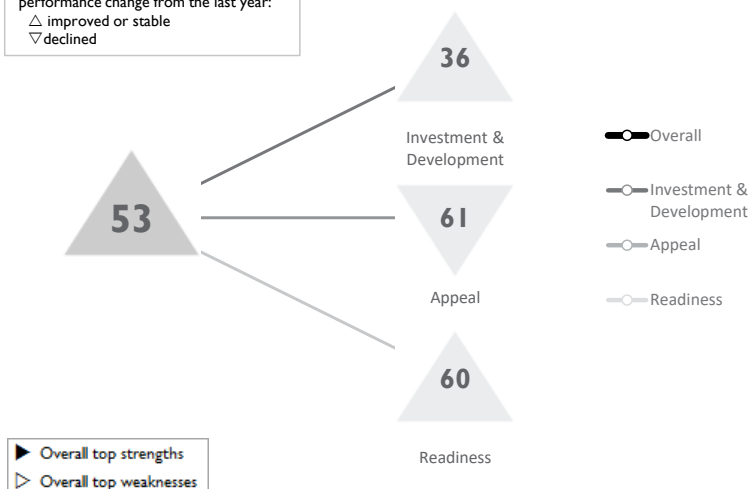 performance change from the last year:
△ improved or stable
▽ declined
36
Investment &
Development
53
61
Appeal
60
Readiness
Overall
Investment &
Development
Appeal
Readiness
▶ Overall top strengths
▷ Overall top weaknesses